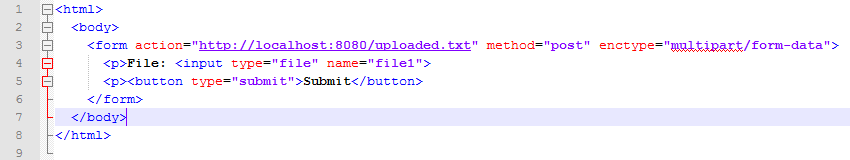 1 <html>
2 <body>
3 <form action="http://localhost:8080/uploaded.txt" method="post" enctype="multipart/form-data">
4 <p>File: <input type="file" name="file1">
5 <p><button type="submit">Submit</button>
6 </form>
7 </body>
8 </html>
9